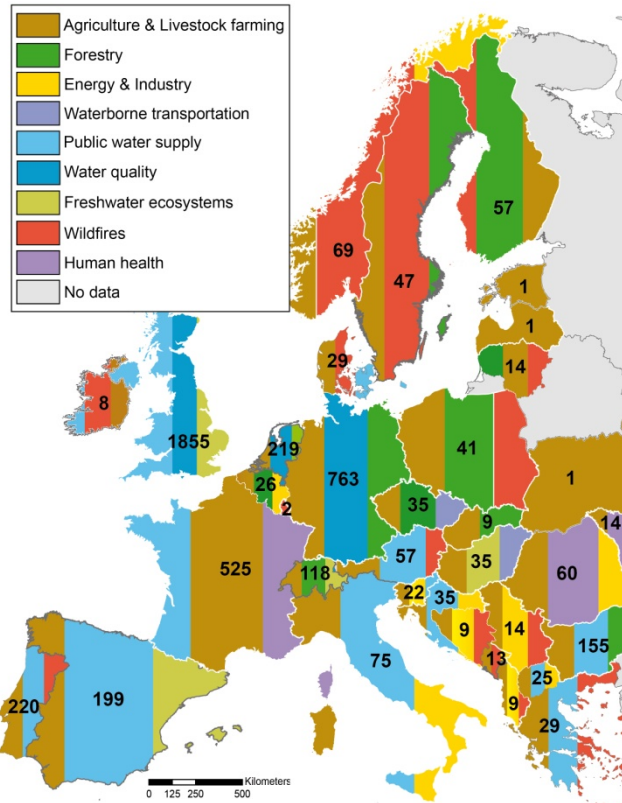 Agriculture & Livestock farming
Forestry
Energy & Industry
Waterborne transportation
Public water supply
Water quality
Freshwater ecosystems
Wildfires
Human health
No data
57
69
47
1
1
29
14
8
1855
219
763
41
26
35
1
2
9
14
57
35
60
525
118
22
35
9
14
155
13
75
25
220
199
9
29
Kilometers
0 125 250 500